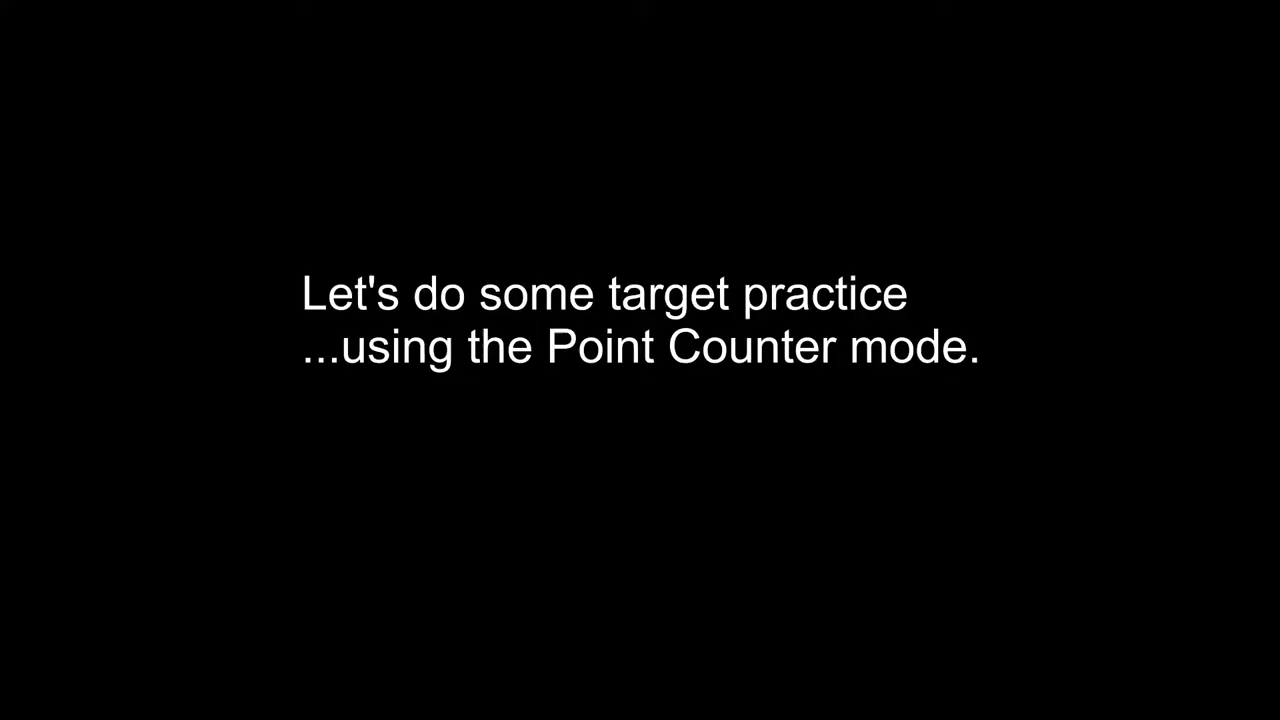 Let's do some target practice
...using the Point Counter mode.